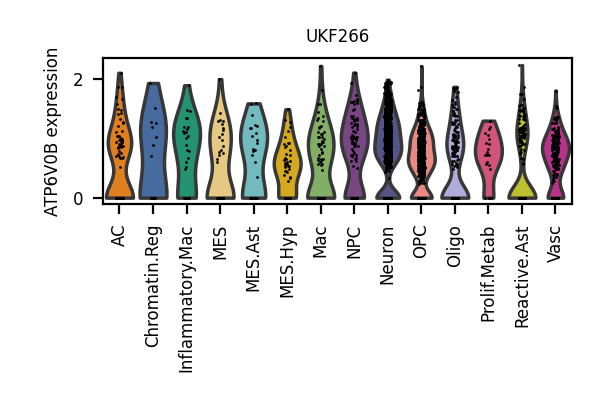 UKF266
ATP6V0B expression
2
0
AC
Chromatin.Reg
Inflammatory.Mac
MES
MES.Ast
MES.Hyp
Mac
NPC
Neuron
OPC
Oligo
Prolif.Metab
Reactive.Ast
Vasc